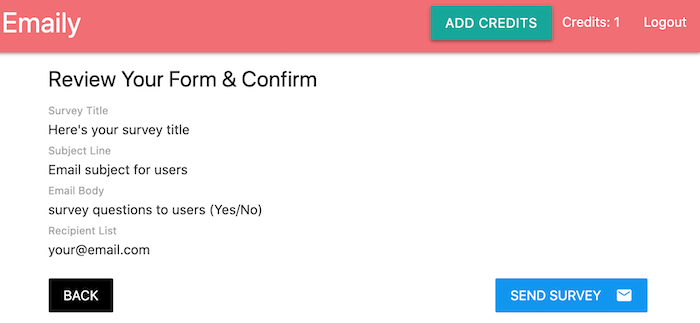 Emaily ADD CREDITS Credits: 1 Logout
Review Your Form & Confirm
Survey Title
Here's your survey title
Subject Line
Email subject for users
Email Body
survey questions to users (Yes/No)
Recipient List
your@email.com
BACK SEND SURVEY